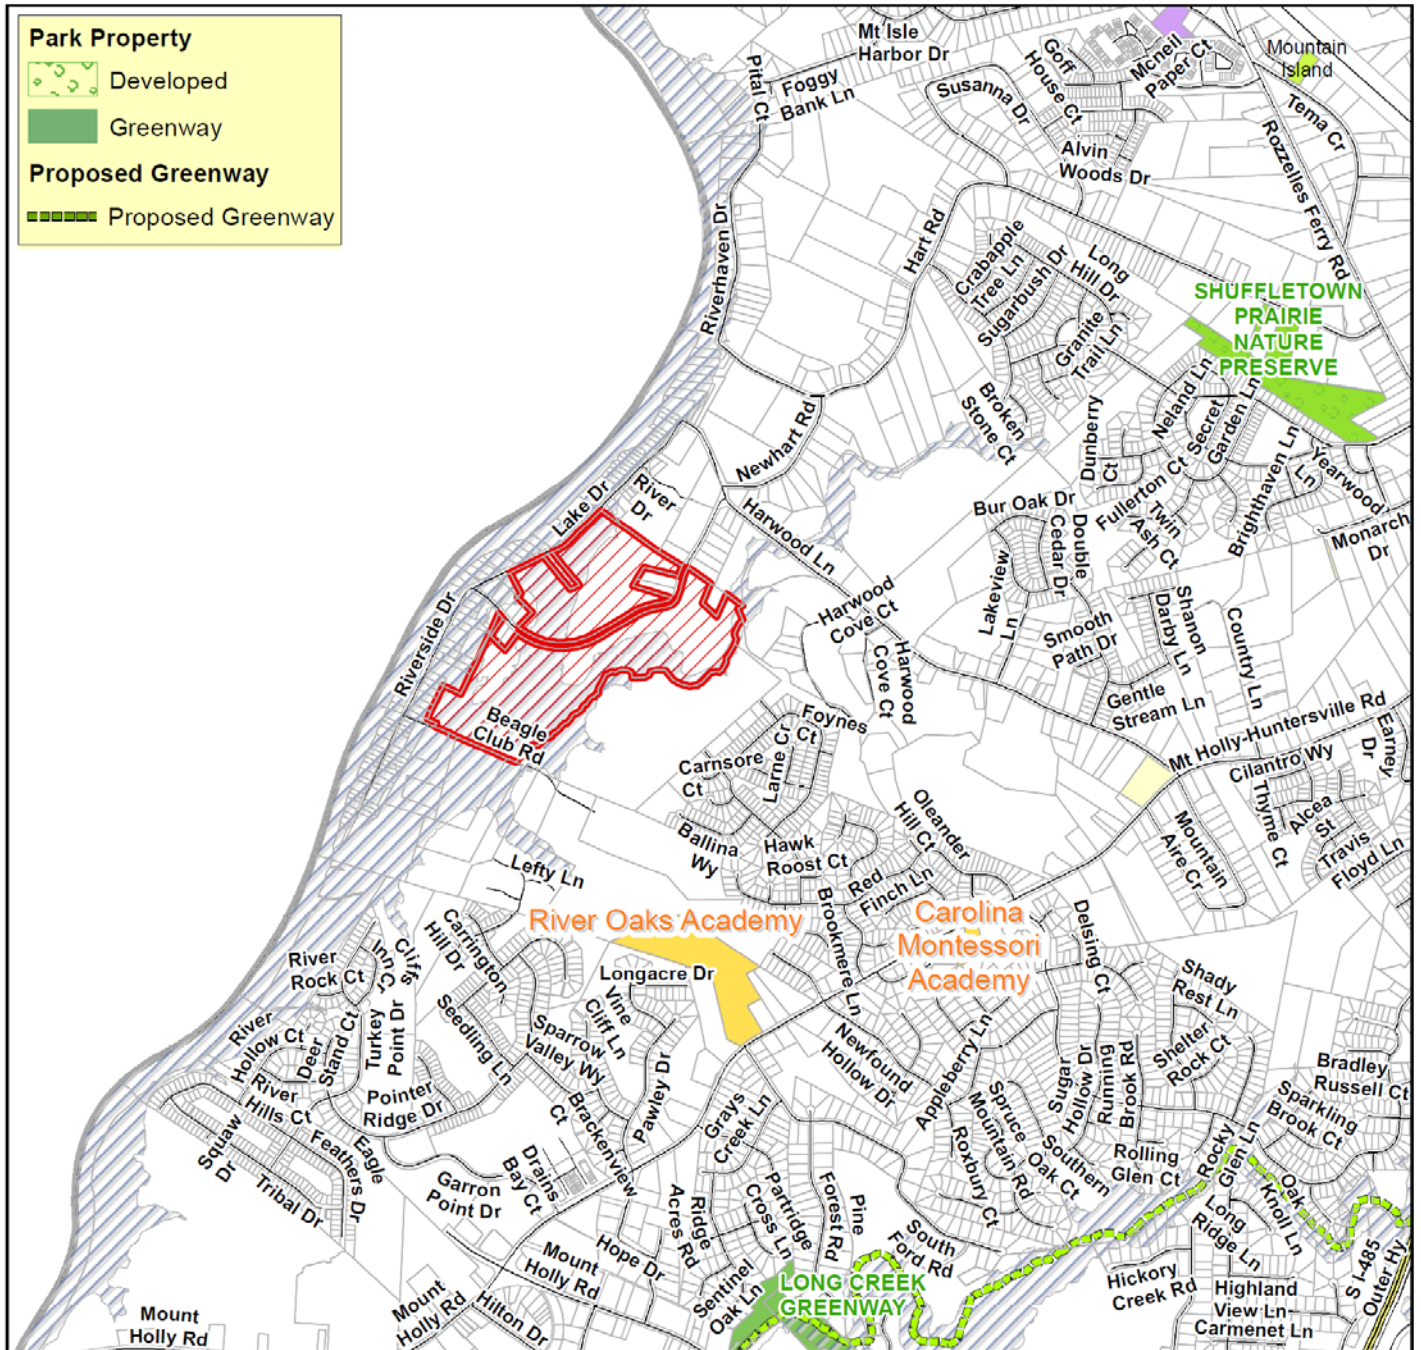 Park Property
Developed
Greenway
Proposed Greenway
Proposed Greenway
Mt Isle
Harbor Dr
Pital Ct
Foggy
Bank Ln
Susanna Dr
Goff
House Ct
Mcneil
Paper Ct
Mountain
Island
Tema Cr
Rozzelles Ferry Rd
Alvin
Woods Dr
Riverhaven Dr
Hart Rd
Crabapple
Tree Ln
Sugarbush Dr
Long
Hill Dr
Granite
Trail Ln
SHUFFLETOWN
PRAIRIE
NATURE
PRESERVE
Broken
Stone Ct
Newhart Rd
Dunberry
Ct
Neland Ln
Secret
Garden Ln
Fullerton Ct
Twin
Ash Ct
Brighthaven Ln
Yearwood
Ln
Monarch
Dr
Lake Dr
River
Dr
Harwood Ln
Bur Oak Dr
Double
Cedar Dr
Lakeview
Ln
Harwood
Cove Ct
Harwood
Cove Ct
Smooth
Path Dr
Shanon
Darby Ln
Country Ln
Gentle
Stream Ln
Riverside Dr
Beagle
Club Rd
Foynes
Ct
Larne Cr
Carnsore
Ct
Mt Holly-Huntersville Rd
Earney
Dr
Cilantro Wy
Thyme Ct
Alcea
St
Travis
Floyd Ln
Mountain
Aire Cr
Oleander
Hill Ct
Ballina
Wy
Hawk
Roost Ct
Red
Finch Ln
Lefty Ln
River Oaks Academy
Carolina
Montessori
Academy
Brookmere Ln
Delsing Ct
Carrington
Hill Dr
Cliffs
Inn Cr
River
Rock Ct
Longacre Dr
Vine
Cliff Ln
Shady
Rest Ln
River
Hollow Ct
Deer
Stand Ct
Turkey
Point Dr
Seedling Ln
Sparrow
Valley Wy
Pawley Dr
Newfound
Hollow Dr
Appleberry Ln
Sugar
Hollow Dr
Running
Brook Rd
Shelter
Rock Ct
Bradley
Russell Ct
Sparkling
Brook Ct
River
Hills Ct
Pointer
Ridge Dr
Brackenview
Ct
Grays
Creek Ln
Spruce
Mountain Rd
Roxbury Ct
Southern
Oak Ct
Rolling
Glen Ct
Rocky
Glen Ln
Oak
Knoll Ln
Long
Ridge Ln
Squaw
Dr
Tribal Dr
Eagle
Feathers Dr
Garron
Point Dr
Drains
Bay Ct
Ridge
Acres Rd
Partridge
Cross Ln
Pine
Forest Rd
South
Ford Rd
Hope Dr
Mount
Holly Rd
Sentinel
Oak Ln
LONG CREEK
GREENWAY
Hickory
Creek Rd
Highland
View Ln
Carmenet Ln
S I-485
Outer Hy
Mount
Holly Rd
Mount
Holly Rd
Hilton Dr